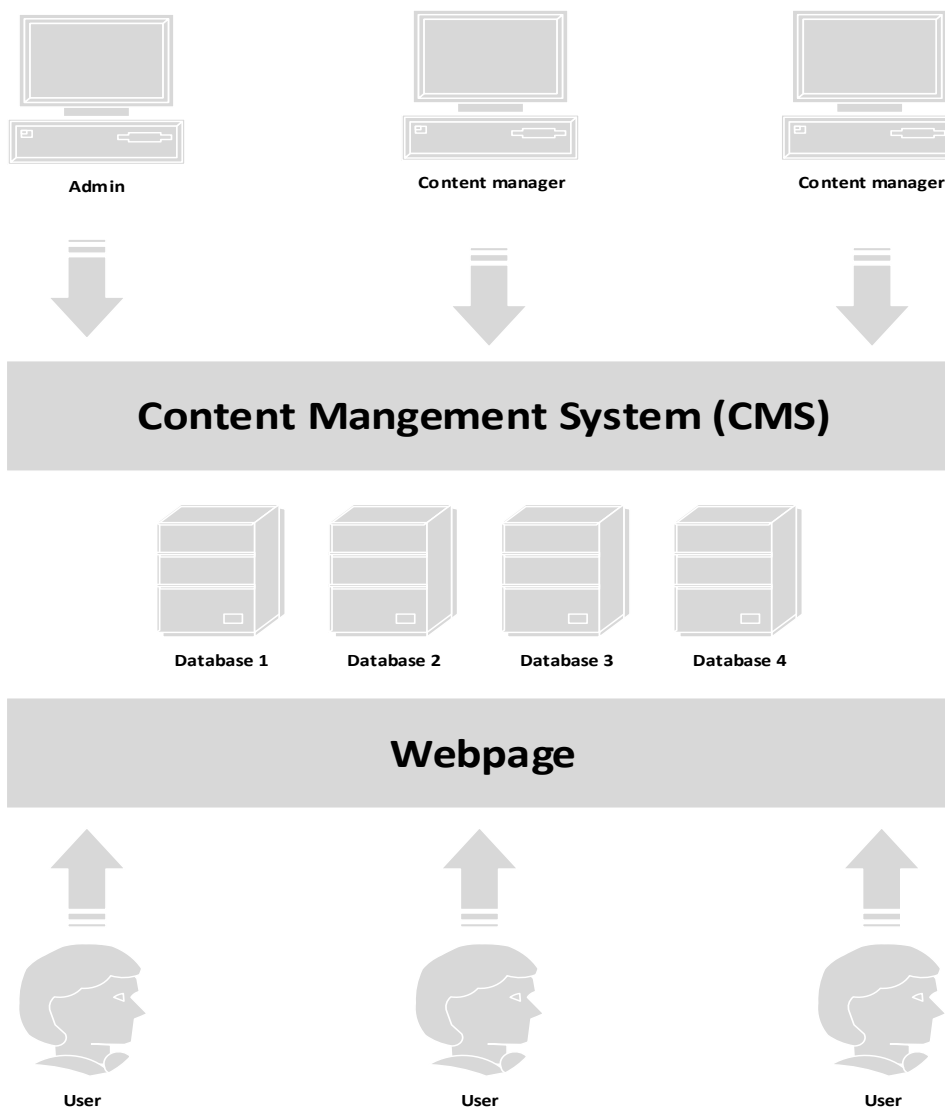 Admin
Content manager
Content manager
Content Mangement System (CMS)
Database 1
Database 2
Database 3
Database 4
Webpage
User
User
User